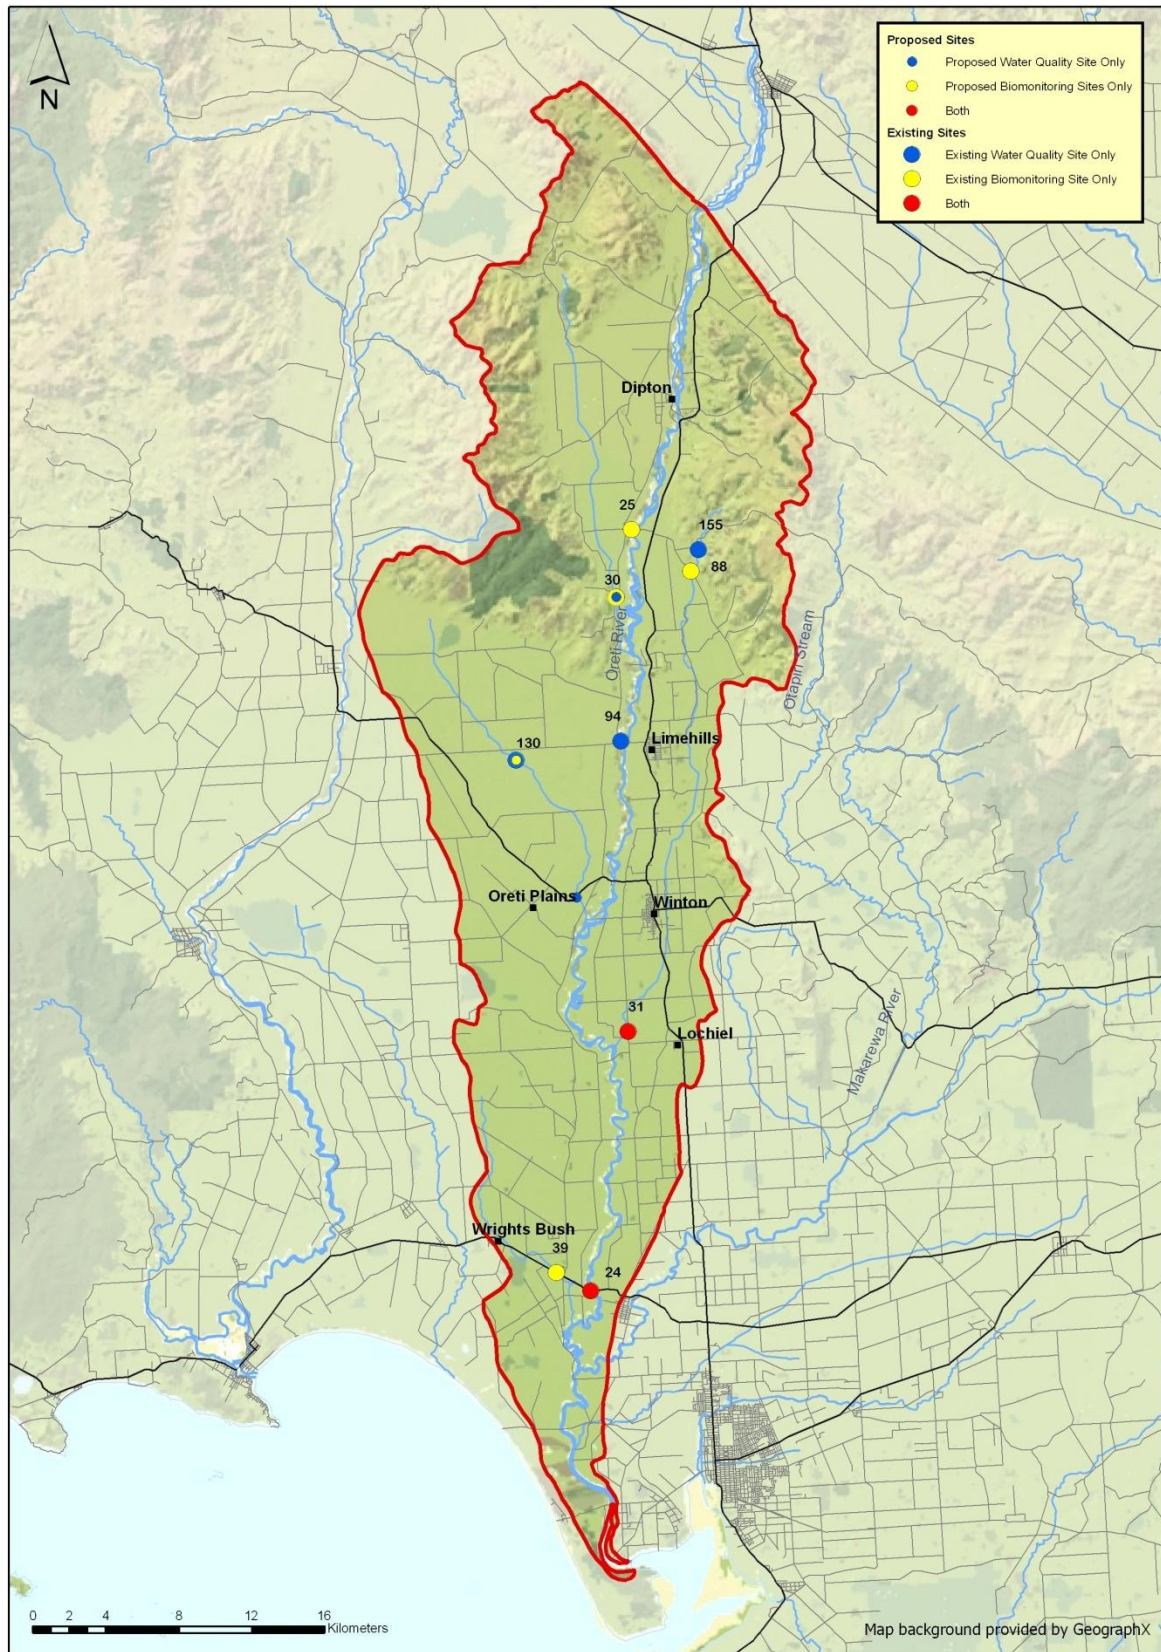 N
Proposed Sites
Proposed Water Quality Site Only
Proposed Biomonitoring Sites Only
Both
Existing Sites
Existing Water Quality Site Only
Existing Biomonitoring Site Only
Both
Dipton
25
155
88
30
Oreti River
Otapiri Stream
94
Limehills
130
Oreti Plains
Winton
31
Lochiel
Makarewa River
Wrights Bush
39
24
0 2 4 8 12 16
Kilometers
Map background provided by GeographX